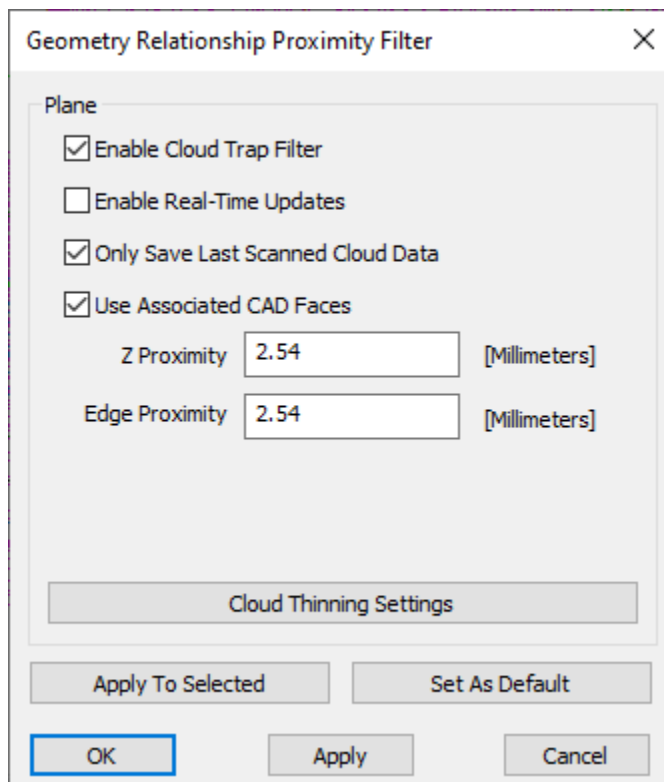 Geometry Relationship Proximity Filter
Plane
Enable Cloud Trap Filter
Enable Real-Time Updates
Only Save Last Scanned Cloud Data
Use Associated CAD Faces
Z Proximity 2.54 [Millimeters]
Edge Proximity 2.54 [Millimeters]
Cloud Thinning Settings
Apply To Selected Set As Default
OK Apply Cancel